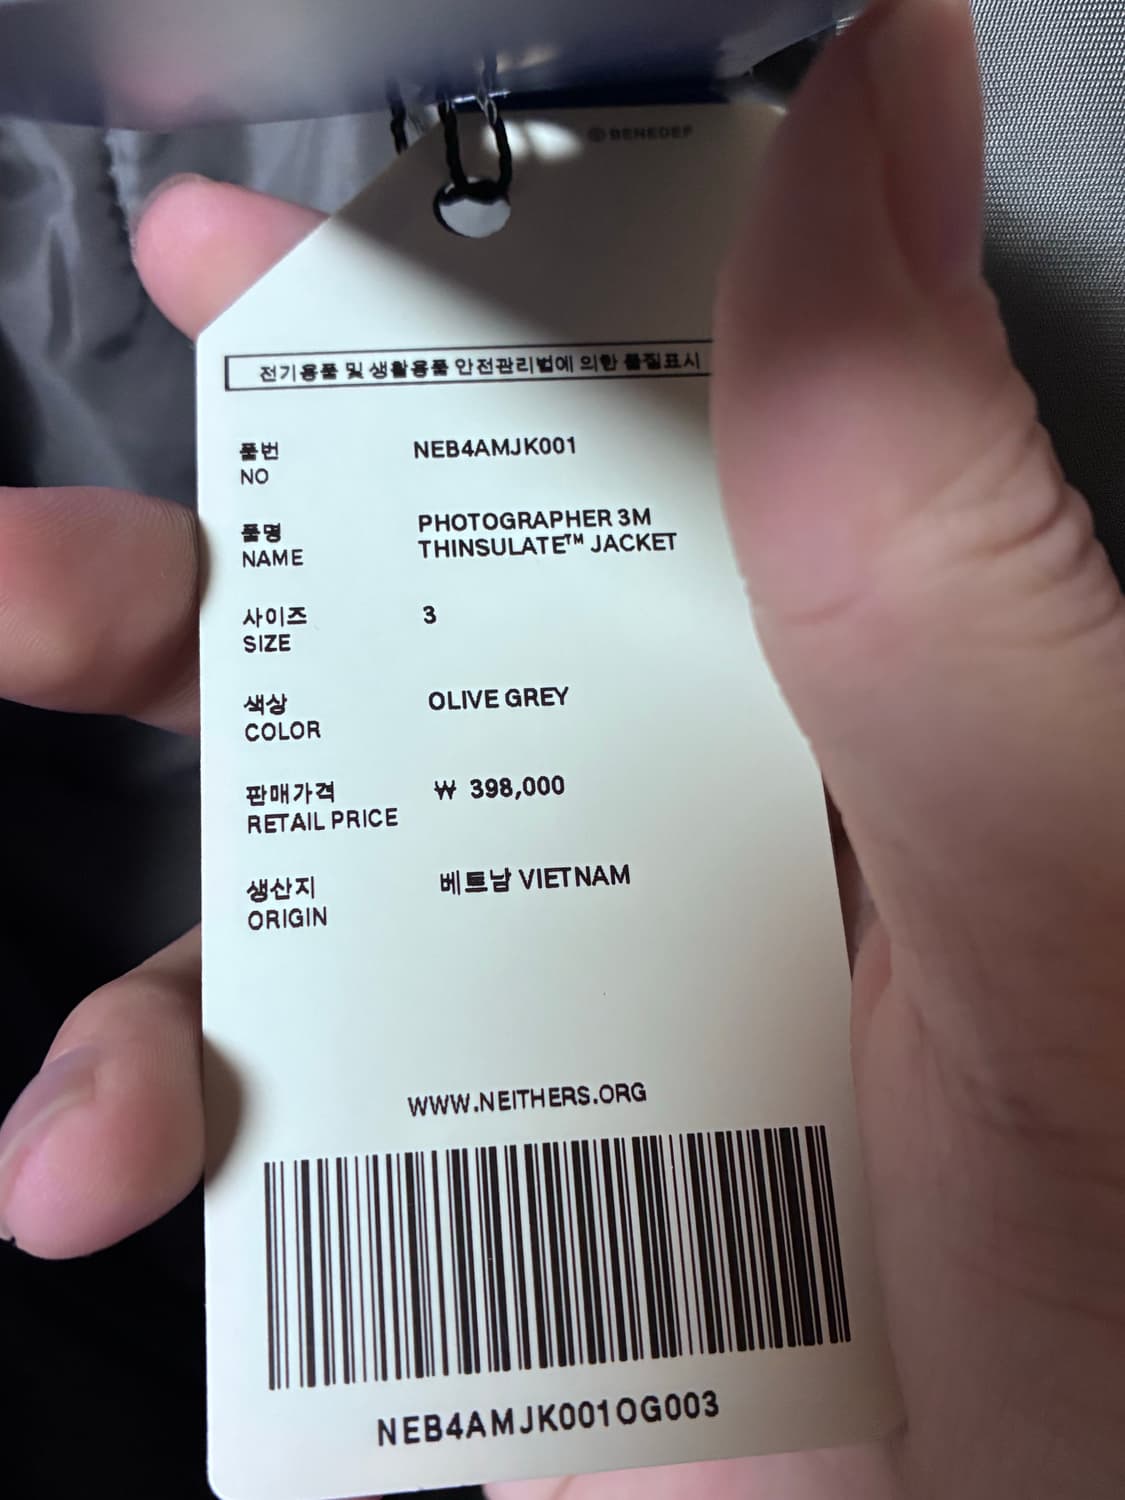 BENEDEF
전기용품 및 생활용품 안전관리법에 의한 품질표시
품번 NEB4AMJK001
NO
품명 PHOTOGRAPHER 3M
NAME THINSULATE™ JACKET
사이즈 3
SIZE
색상 OLIVE GREY
COLOR
판매가격 ₩ 398,000
RETAIL PRICE
생산지 베트남 VIETNAM
ORIGIN
WWW.NEITHERS.ORG
NEB4AMJK001OG003